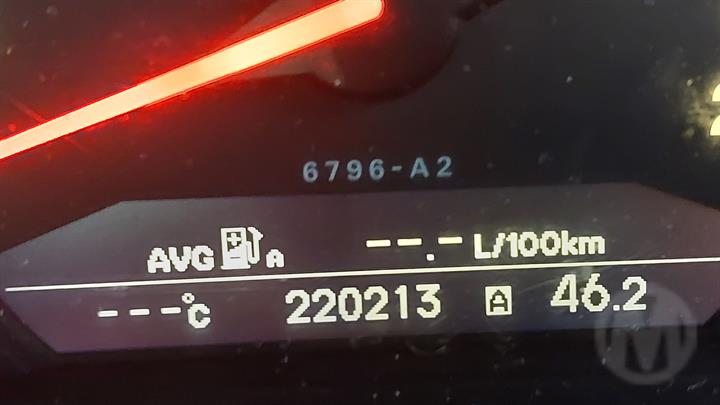 6796-A2
AVG A --.- L/100km
---°C 220213 A 46.2
M